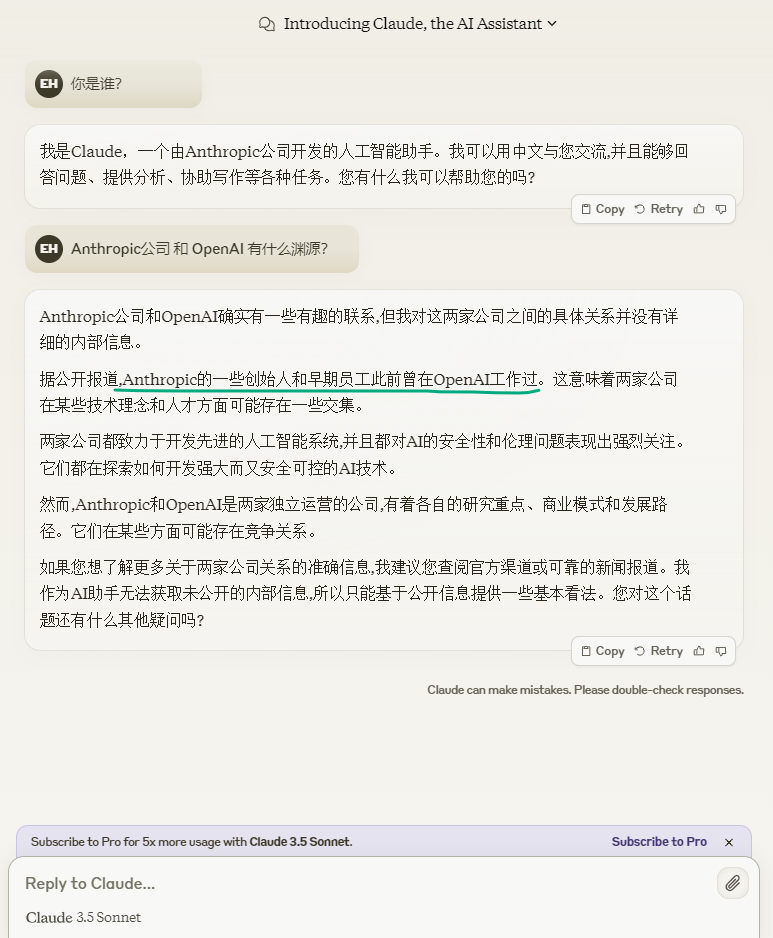 Introducing Claude, the AI Assistant
EH 你是谁?
我是Claude，一个由Anthropic公司开发的人工智能助手。我可以用中文与您交流,并且能够回
答问题、提供分析、协助写作等各种任务。您有什么我可以帮助您的吗?
Copy Retry
EH Anthropic公司 和 OpenAI 有什么渊源?
Anthropic公司和OpenAI确实有一些有趣的联系,但我对这两家公司之间的具体关系并没有详
细的内部信息。
据公开报道,Anthropic的一些创始人和早期员工此前曾在OpenAI工作过。这意味着两家公司
在某些技术理念和人才方面可能存在一些交集。
两家公司都致力于开发先进的人工智能系统,并且都对AI的安全性和伦理问题表现出强烈关注。
它们都在探索如何开发强大而又安全可控的AI技术。
然而,Anthropic和OpenAI是两家独立运营的公司,有着各自的研究重点、商业模式和发展路
径。它们在某些方面可能存在竞争关系。
如果您想了解更多关于两家公司关系的准确信息,我建议您查阅官方渠道或可靠的新闻报道。我
作为AI助手无法获取未公开的内部信息,所以只能基于公开信息提供一些基本看法。您对这个话
题还有什么其他疑问吗?
Copy Retry
Claude can make mistakes. Please double-check responses.
Subscribe to Pro for 5x more usage with Claude 3.5 Sonnet. Subscribe to Pro
Reply to Claude...
Claude 3.5 Sonnet